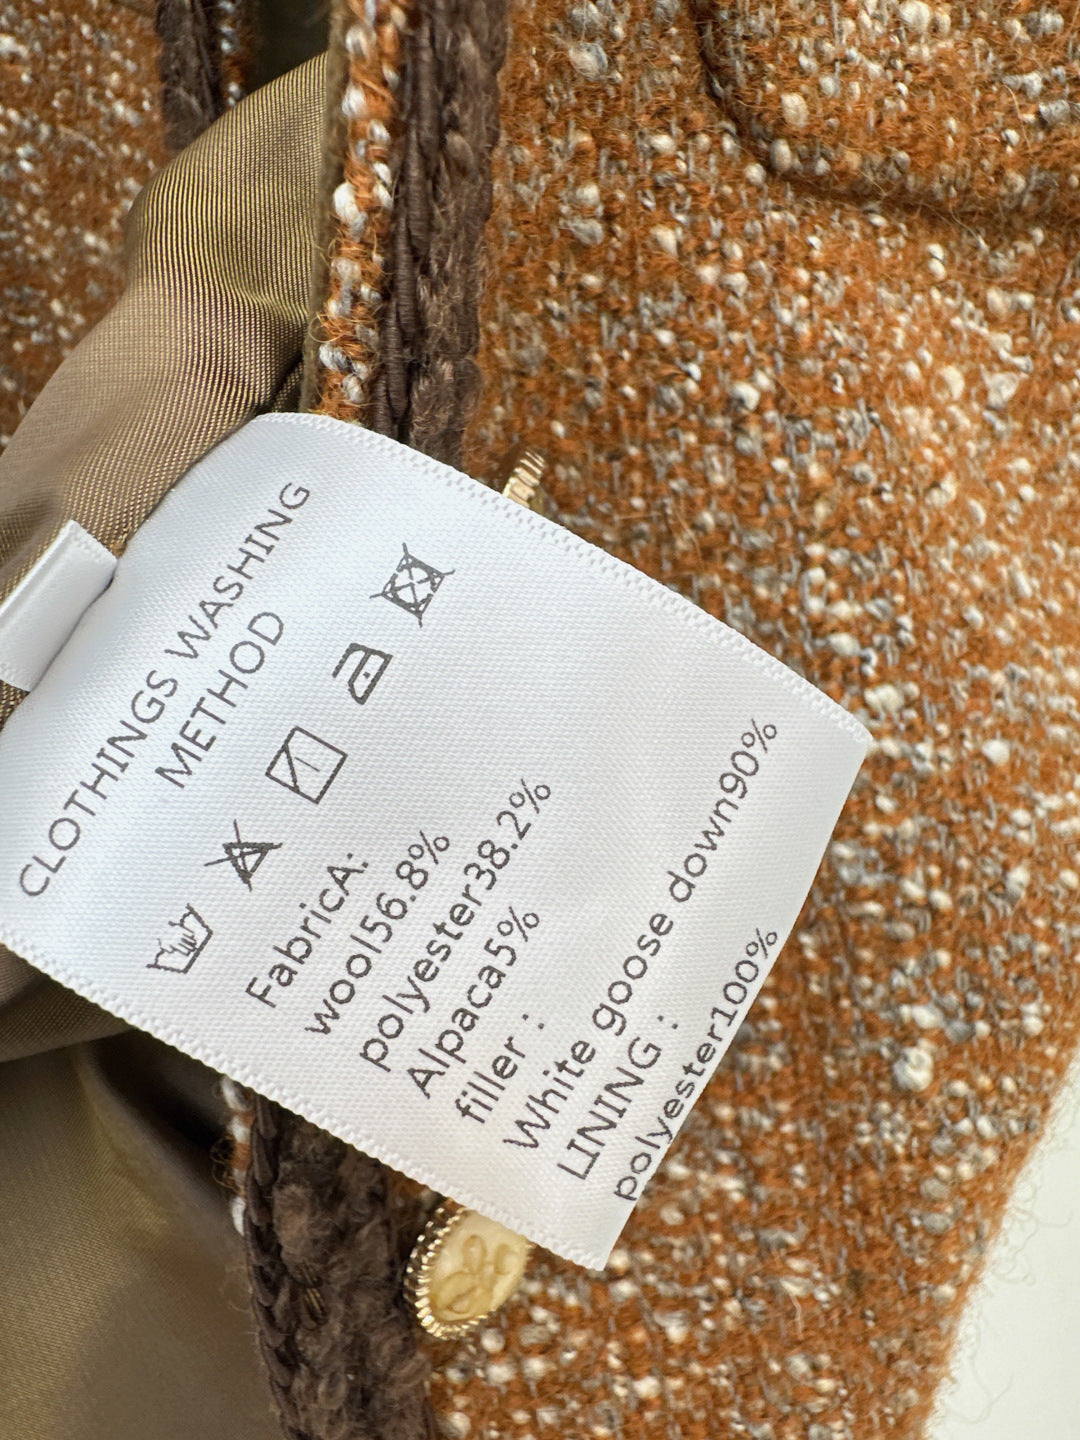 CLOTHINGS WASHING
METHOD
FabricA:
wool56.8%
polyester38.2%
Alpaca5%
filler :
White goose down90%
LINING :
polyester100%